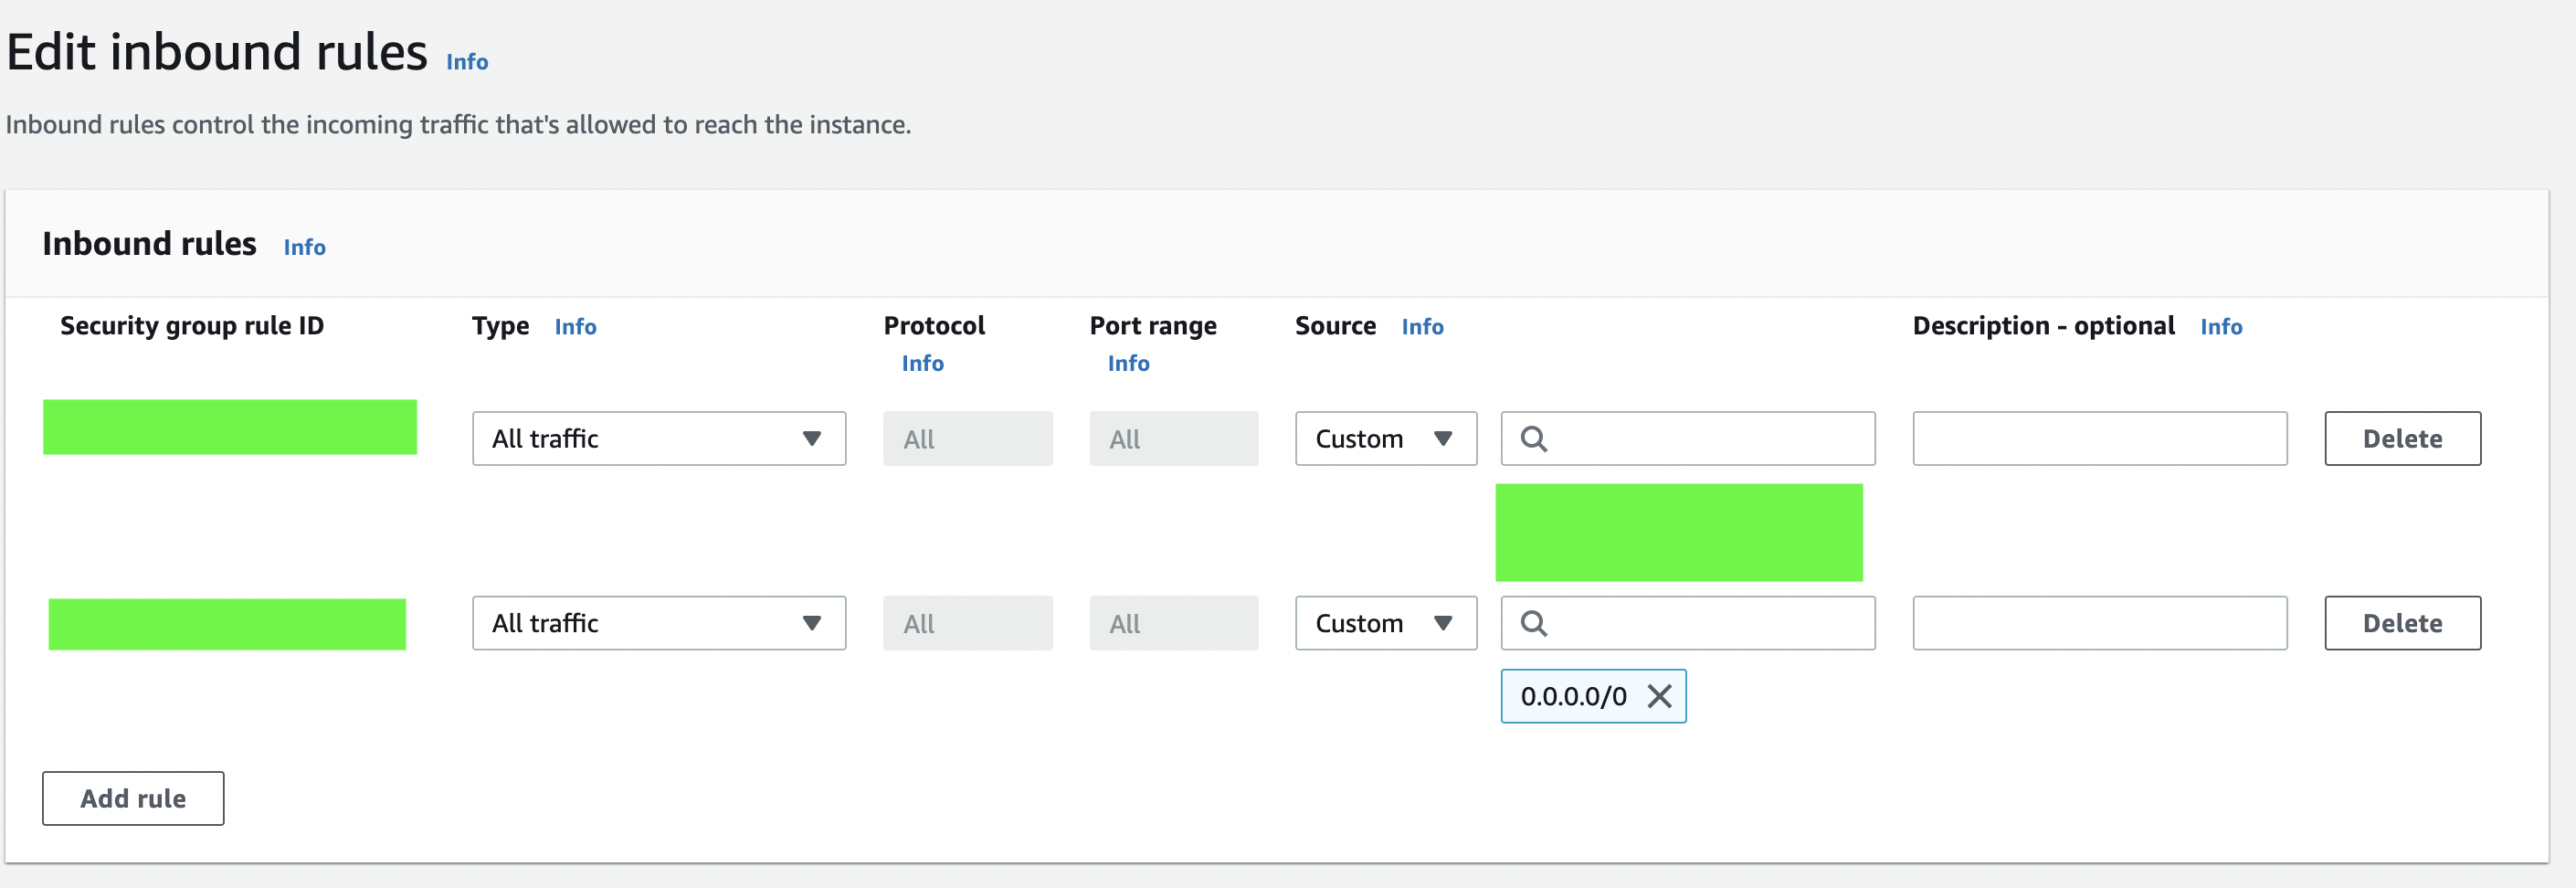 Edit inbound rules Info
Inbound rules control the incoming traffic that's allowed to reach the instance.
Inbound rules Info
Security group rule ID Type Info Protocol Info Port range Info Source Info Description - optional Info
All traffic All All Custom Delete
All traffic All All Custom Delete
0.0.0.0/0
Add rule